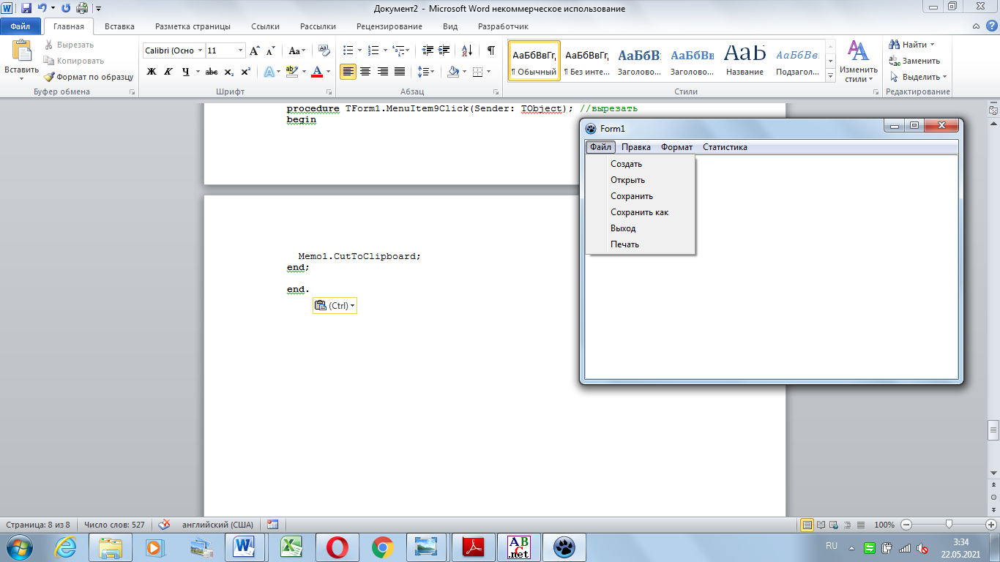 Документ2 - Microsoft Word некоммерческое использование
Файл Главная Вставка Разметка страницы Ссылки Рассылки Рецензирование Вид Разработчик
Вставить
Вырезать
Копировать
Формат по образцу
Буфер обмена
Calibri (Осно 11
Ж К Ч abc x₂ x²
Шрифт
Абзац
АаБбВвГг, АаБбВвГг, АаБбВ АаБбВв АаБ АаБбВв.
¶ Обычный ¶ Без инте... Заголово... Заголово... Название Подзагол...
Стили
Изменить
стили
Найти
Заменить
Выделить
Редактирование
procedure TForm1.MenuItem9Click(Sender: TObject); //вырезать
begin
Memo1.CutToClipboard;
end;
end.
(Ctrl)
Form1
Файл Правка Формат Статистика
Создать
Открыть
Сохранить
Сохранить как
Выход
Печать
Страница: 8 из 8 Число слов: 527 английский (США) 100%
ABC
.net
RU
3:34
22.05.2021